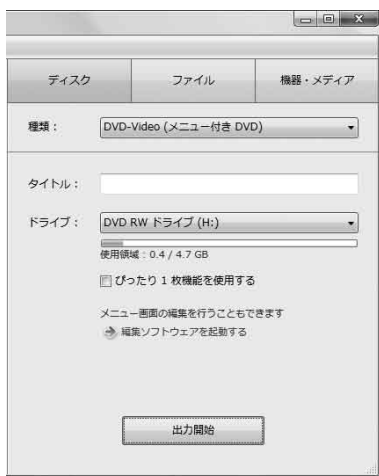 ディスク ファイル 機器・メディア
種類： DVD-Video (メニュー付き DVD)
タイトル：
ドライブ： DVD RW ドライブ (H:)
使用領域：0.4 / 4.7 GB
ぴったり 1 枚機能を使用する
メニュー画面の編集を行うこともできます
編集ソフトウェアを起動する
出力開始